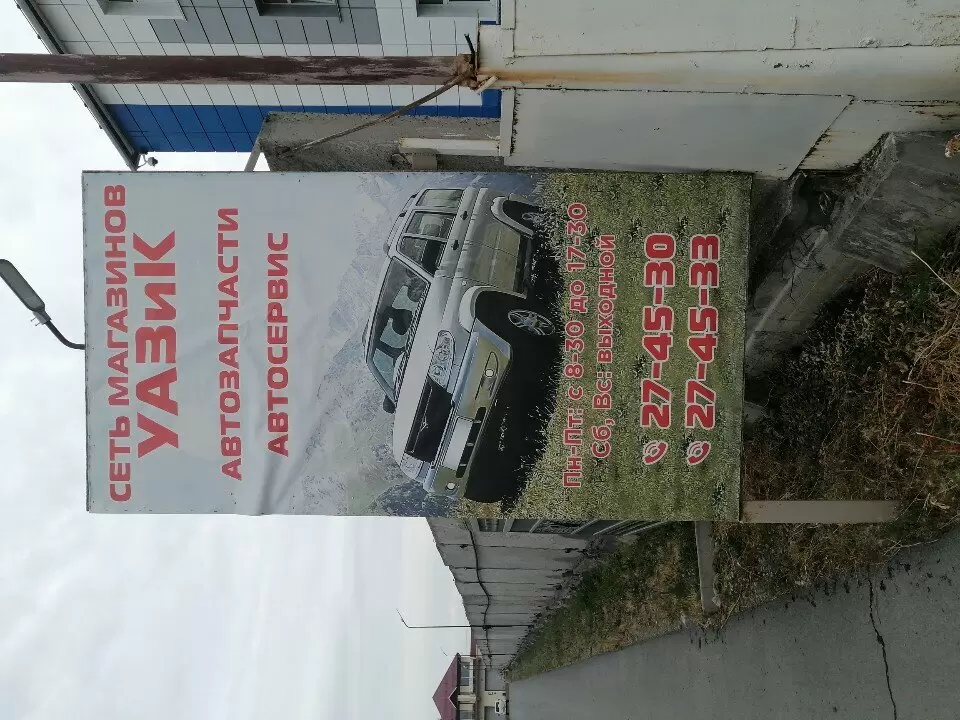 СЕТЬ МАГАЗИНОВ
УАЗиК
АВТОЗАПЧАСТИ
АВТОСЕРВИС
Пн-Пт: с 8-30 до 17-30
Сб, Вс: выходной
27-45-30
27-45-33